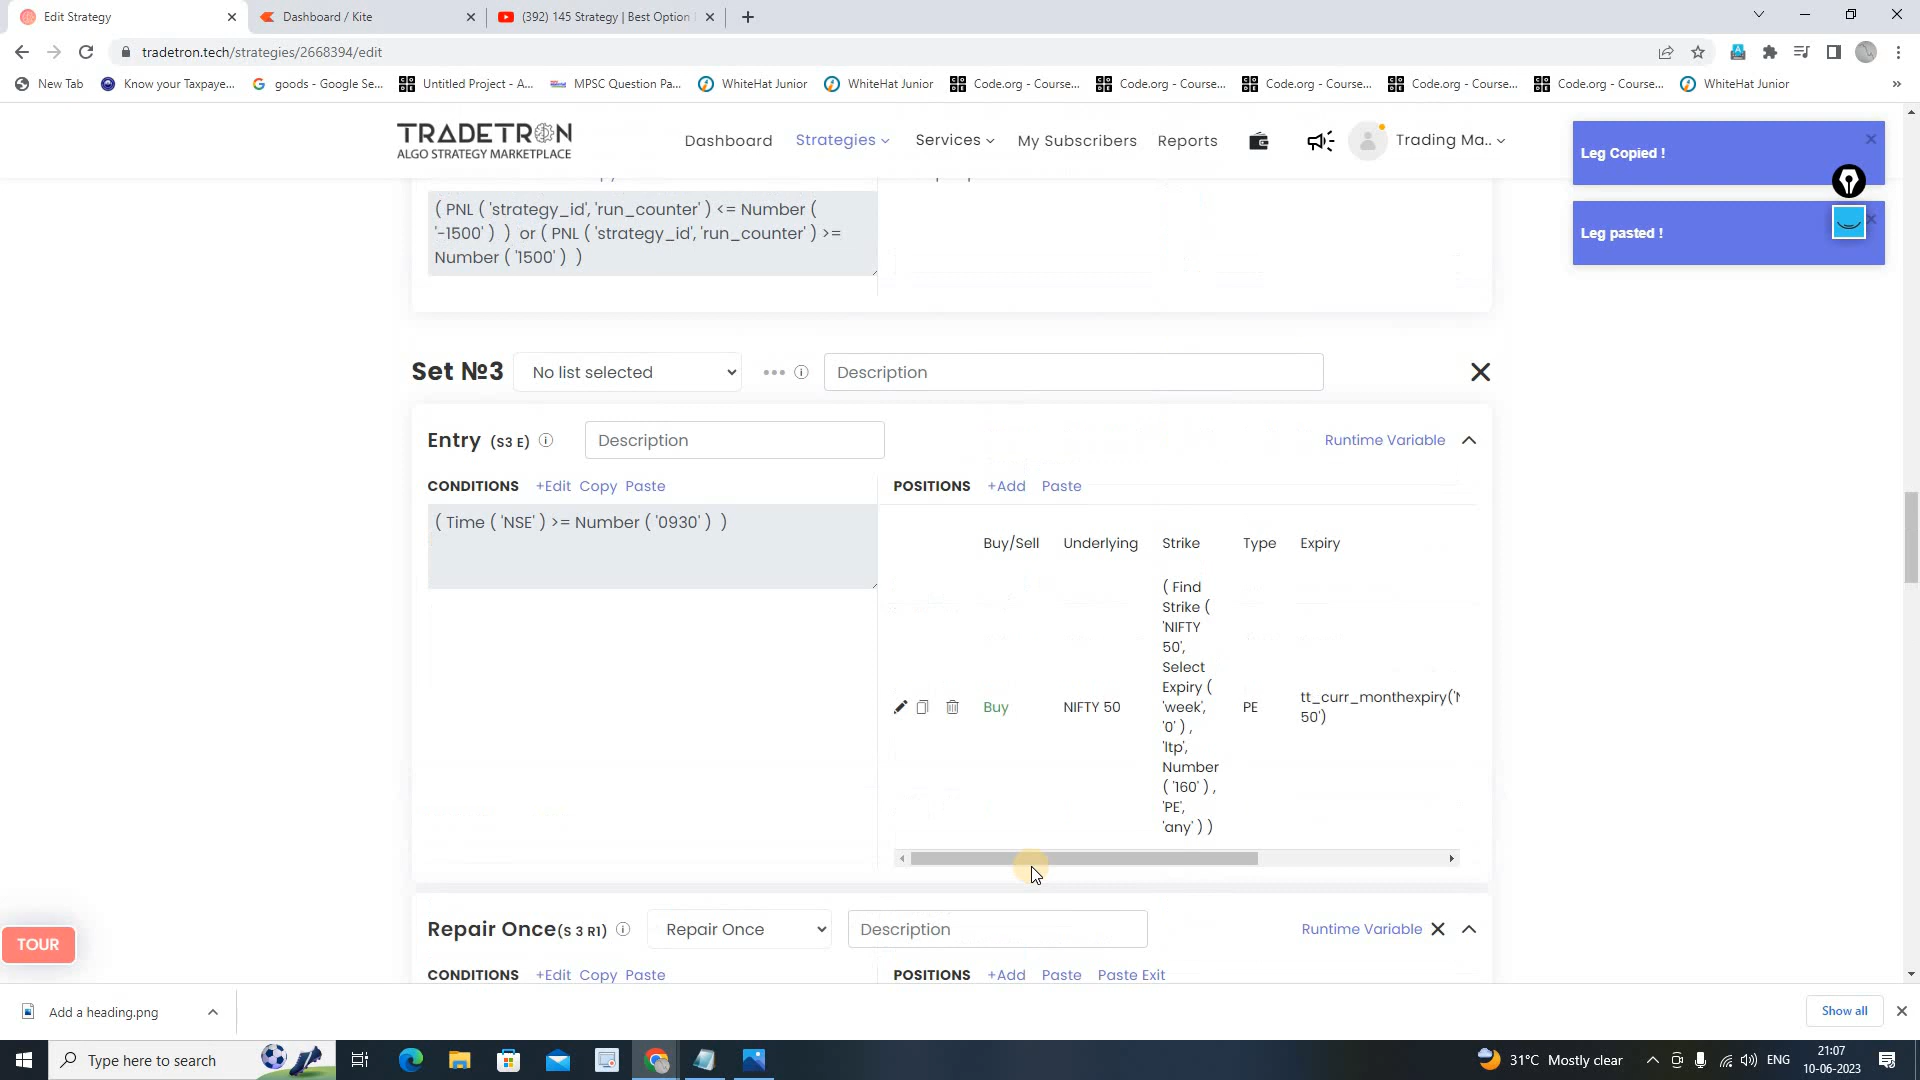 Edit Strategy
Dashboard / Kite
(392) 145 Strategy | Best Option
tradetron.tech/strategies/2668394/edit
New Tab
Know your Taxpaye...
goods - Google Se...
Untitled Project - A...
MPSC Question Pa...
WhiteHat Junior
WhiteHat Junior
Code.org - Course...
Code.org - Course...
Code.org - Course...
Code.org - Course...
Code.org - Course...
WhiteHat Junior
TRADETRON
ALGO STRATEGY MARKETPLACE
Dashboard
Strategies
Services
My Subscribers
Reports
Trading Ma..
Leg Copied !
Leg pasted !
( PNL ( 'strategy_id', 'run_counter' ) <= Number (
'-1500' ) ) or ( PNL ( 'strategy_id', 'run_counter' ) >=
Number ( '1500' ) )
Set №3
No list selected
Description
Entry (S3 E)
Description
Runtime Variable
CONDITIONS +Edit Copy Paste
POSITIONS +Add Paste
( Time ( 'NSE' ) >= Number ( '0930' ) )
Buy/Sell Underlying Strike Type Expiry
( Find
Strike (
'NIFTY
50',
Select
Expiry (
'week',
'0' ) ,
'ltp',
Number
( '160' ) ,
'PE',
'any' ) )
Buy
NIFTY 50
PE
tt_curr_monthexpiry('N
50')
Repair Once(S 3 R1)
Repair Once
Description
Runtime Variable
CONDITIONS +Edit Copy Paste
POSITIONS +Add Paste Paste Exit
TOUR
Add a heading.png
Show all
Type here to search
31°C Mostly clear
ENG
21:07
10-06-2023